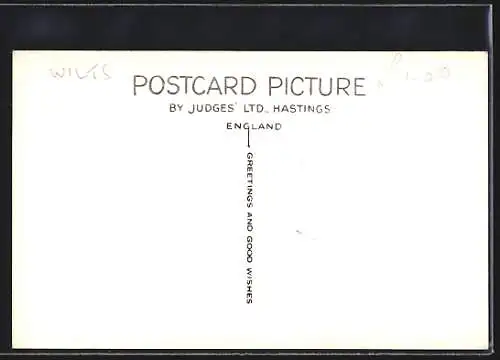 WILTS
POSTCARD PICTURE
BY JUDGES' LTD., HASTINGS
ENGLAND
GREETINGS AND GOOD WISHES